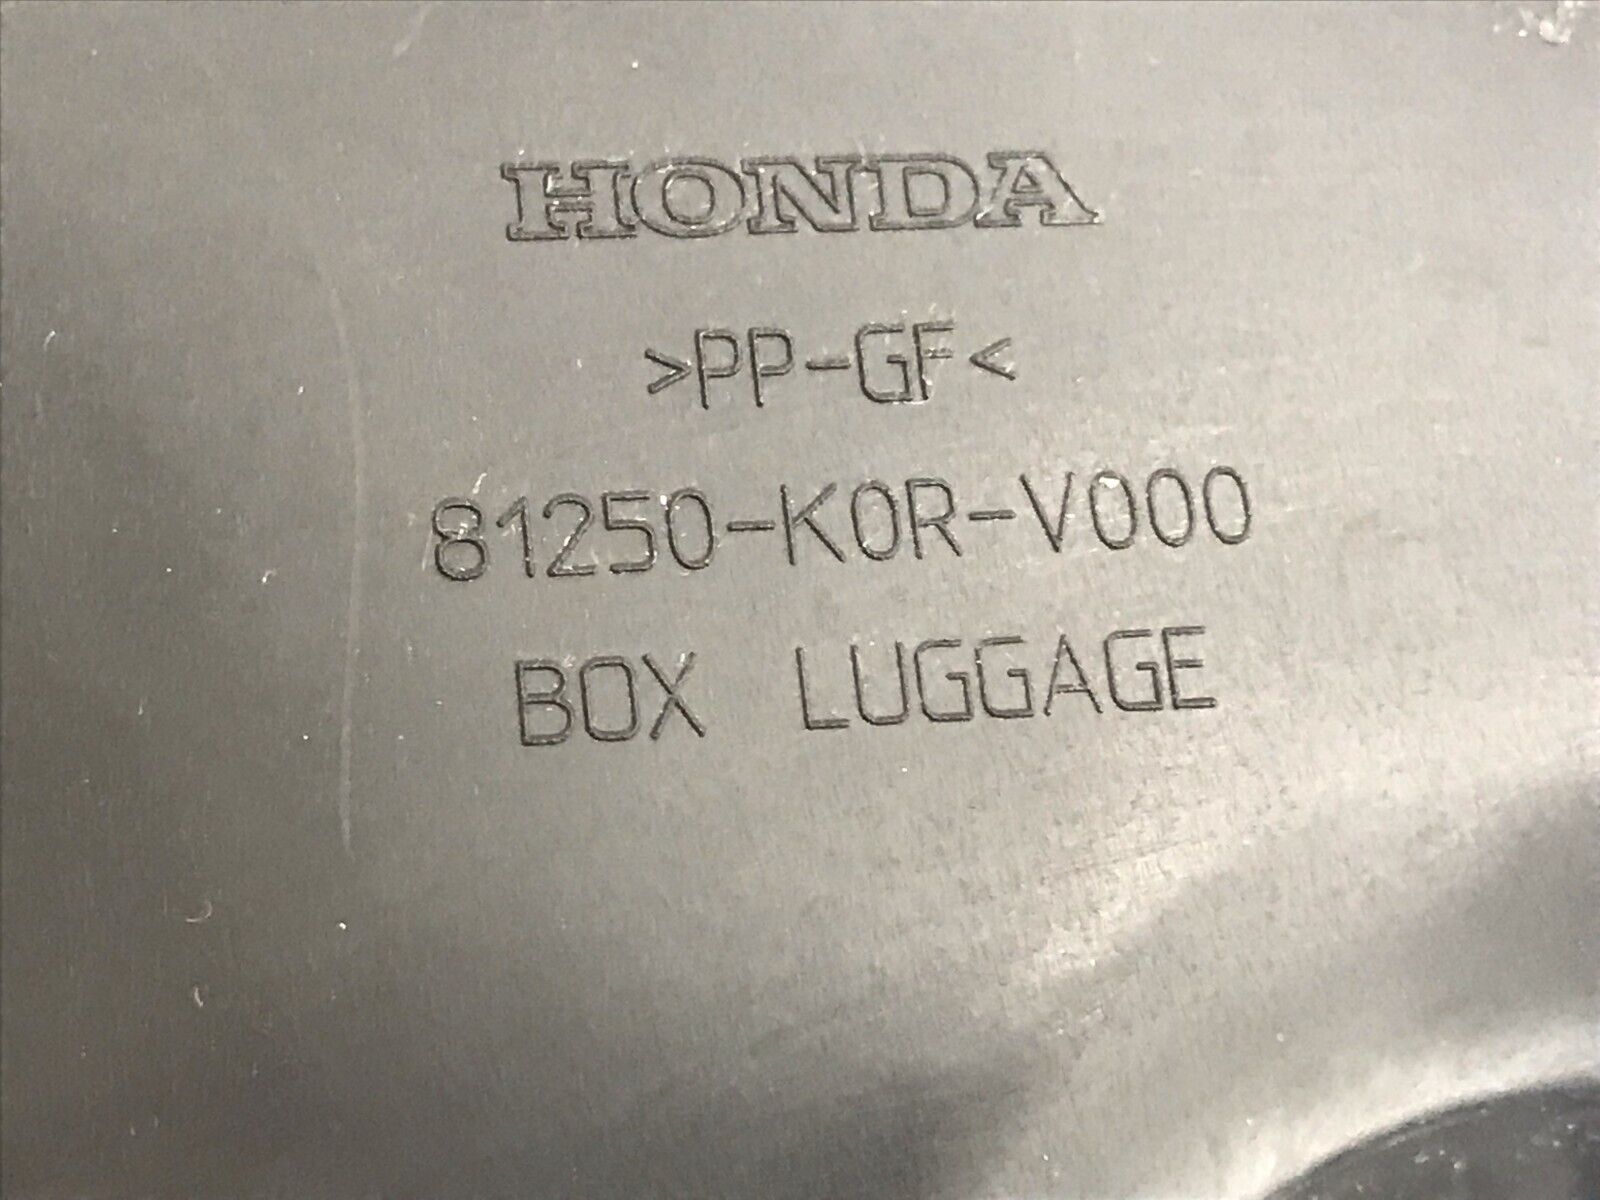 HONDA
>PP-GF<
81250-K0R-V000
BOX LUGGAGE